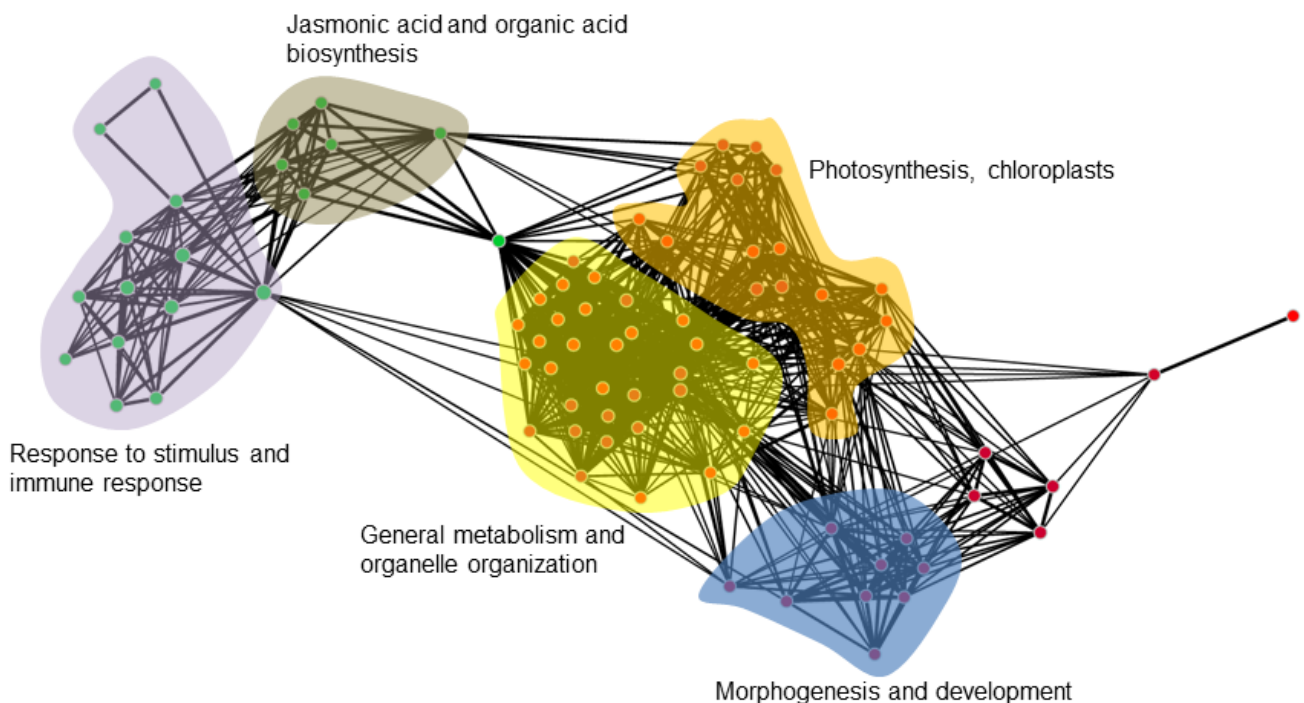 Jasmonic acid and organic acid
biosynthesis
Photosynthesis, chloroplasts
Response to stimulus and
immune response
General metabolism and
organelle organization
Morphogenesis and development